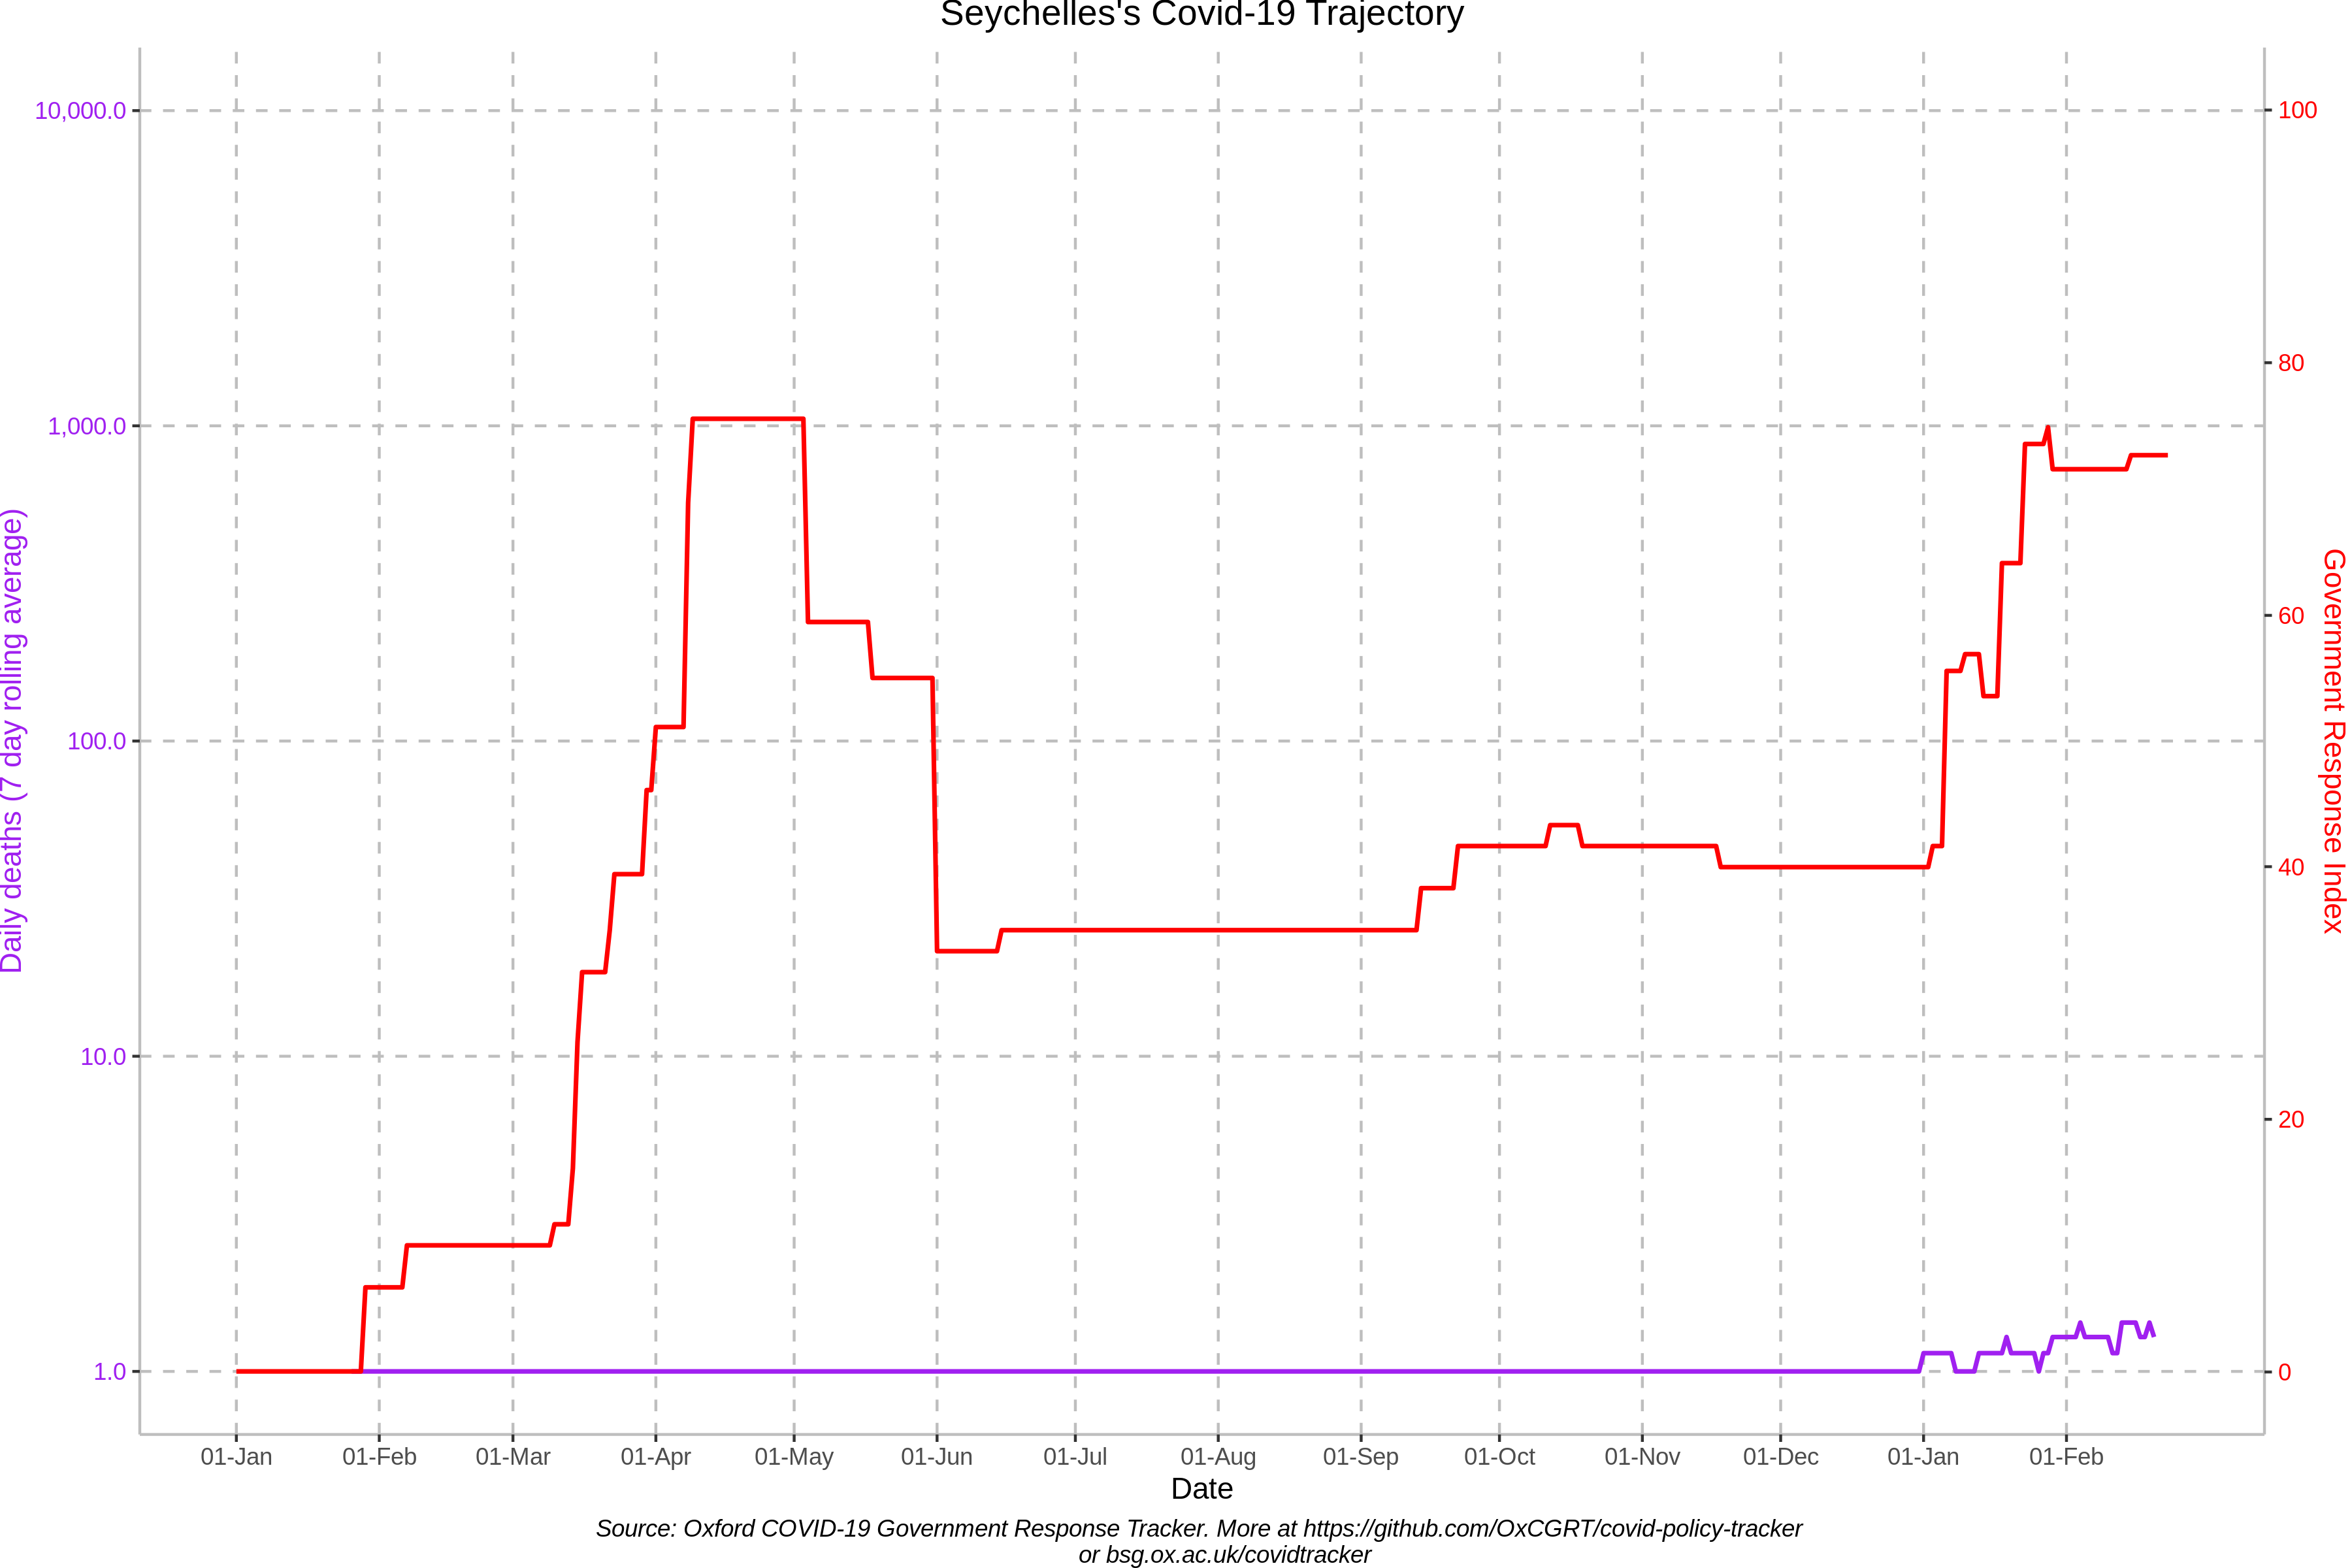 Seychelles's Covid-19 Trajectory
10,000.0
1,000.0
100.0
10.0
1.0
Daily deaths (7 day rolling average)
100
80
60
40
20
0
Government Response Index
01-Jan 01-Feb 01-Mar 01-Apr 01-May 01-Jun 01-Jul 01-Aug 01-Sep 01-Oct 01-Nov 01-Dec 01-Jan 01-Feb
Date
Source: Oxford COVID-19 Government Response Tracker. More at https://github.com/OxCGRT/covid-policy-tracker
or bsg.ox.ac.uk/covidtracker